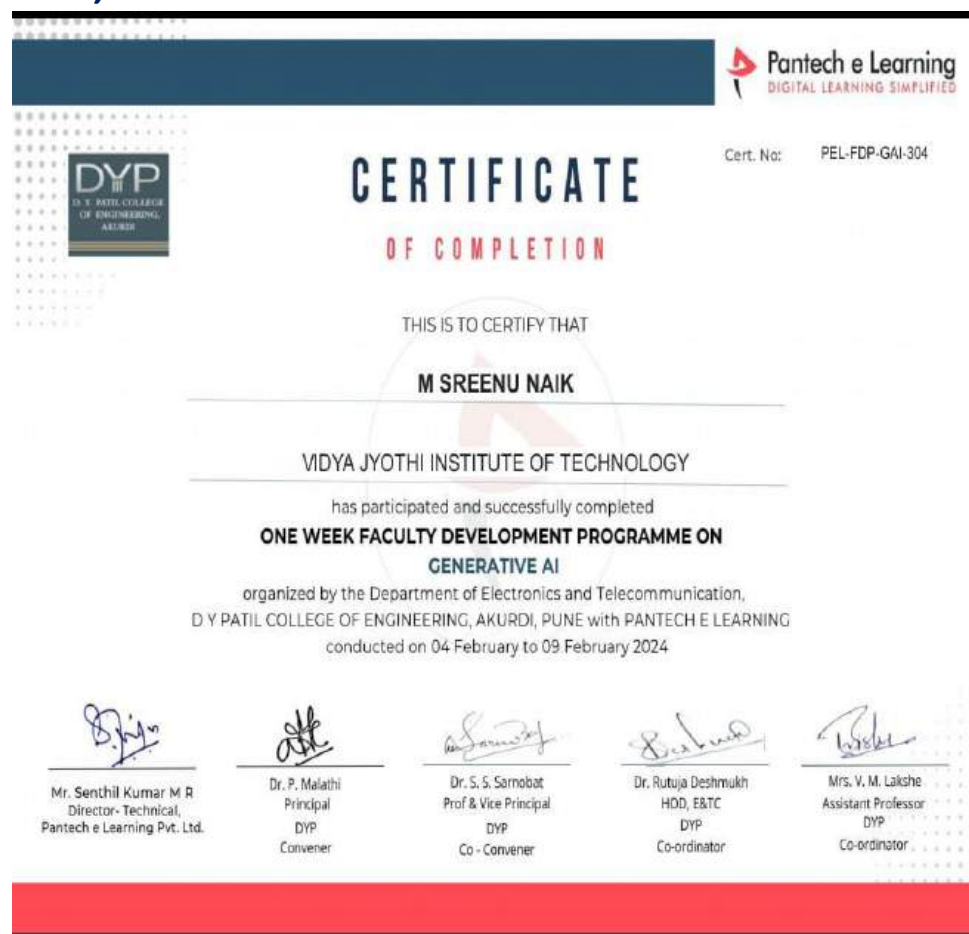 Pantech e Learning
DIGITAL LEARNING SIMPLIFIED
Cert. No: PEL-FDP-GAI-304
DYP
D. Y. PATIL COLLEGE
OF ENGINEERING,
AKURDI
CERTIFICATE
OF COMPLETION
THIS IS TO CERTIFY THAT
M SREENU NAIK
VIDYA JYOTHI INSTITUTE OF TECHNOLOGY
has participated and successfully completed
ONE WEEK FACULTY DEVELOPMENT PROGRAMME ON
GENERATIVE AI
organized by the Department of Electronics and Telecommunication,
D Y PATIL COLLEGE OF ENGINEERING, AKURDI, PUNE with PANTECH E LEARNING
conducted on 04 February to 09 February 2024
Mr. Senthil Kumar M R
Director- Technical,
Pantech e Learning Pvt. Ltd.
Dr. P. Malathi
Principal
DYP
Convener
Dr. S. S. Sarnobat
Prof & Vice Principal
DYP
Co - Convener
Dr. Rutuja Deshmukh
HOD, E&TC
DYP
Co-ordinator
Mrs. V. M. Lakshe
Assistant Professor
DYP
Co-ordinator